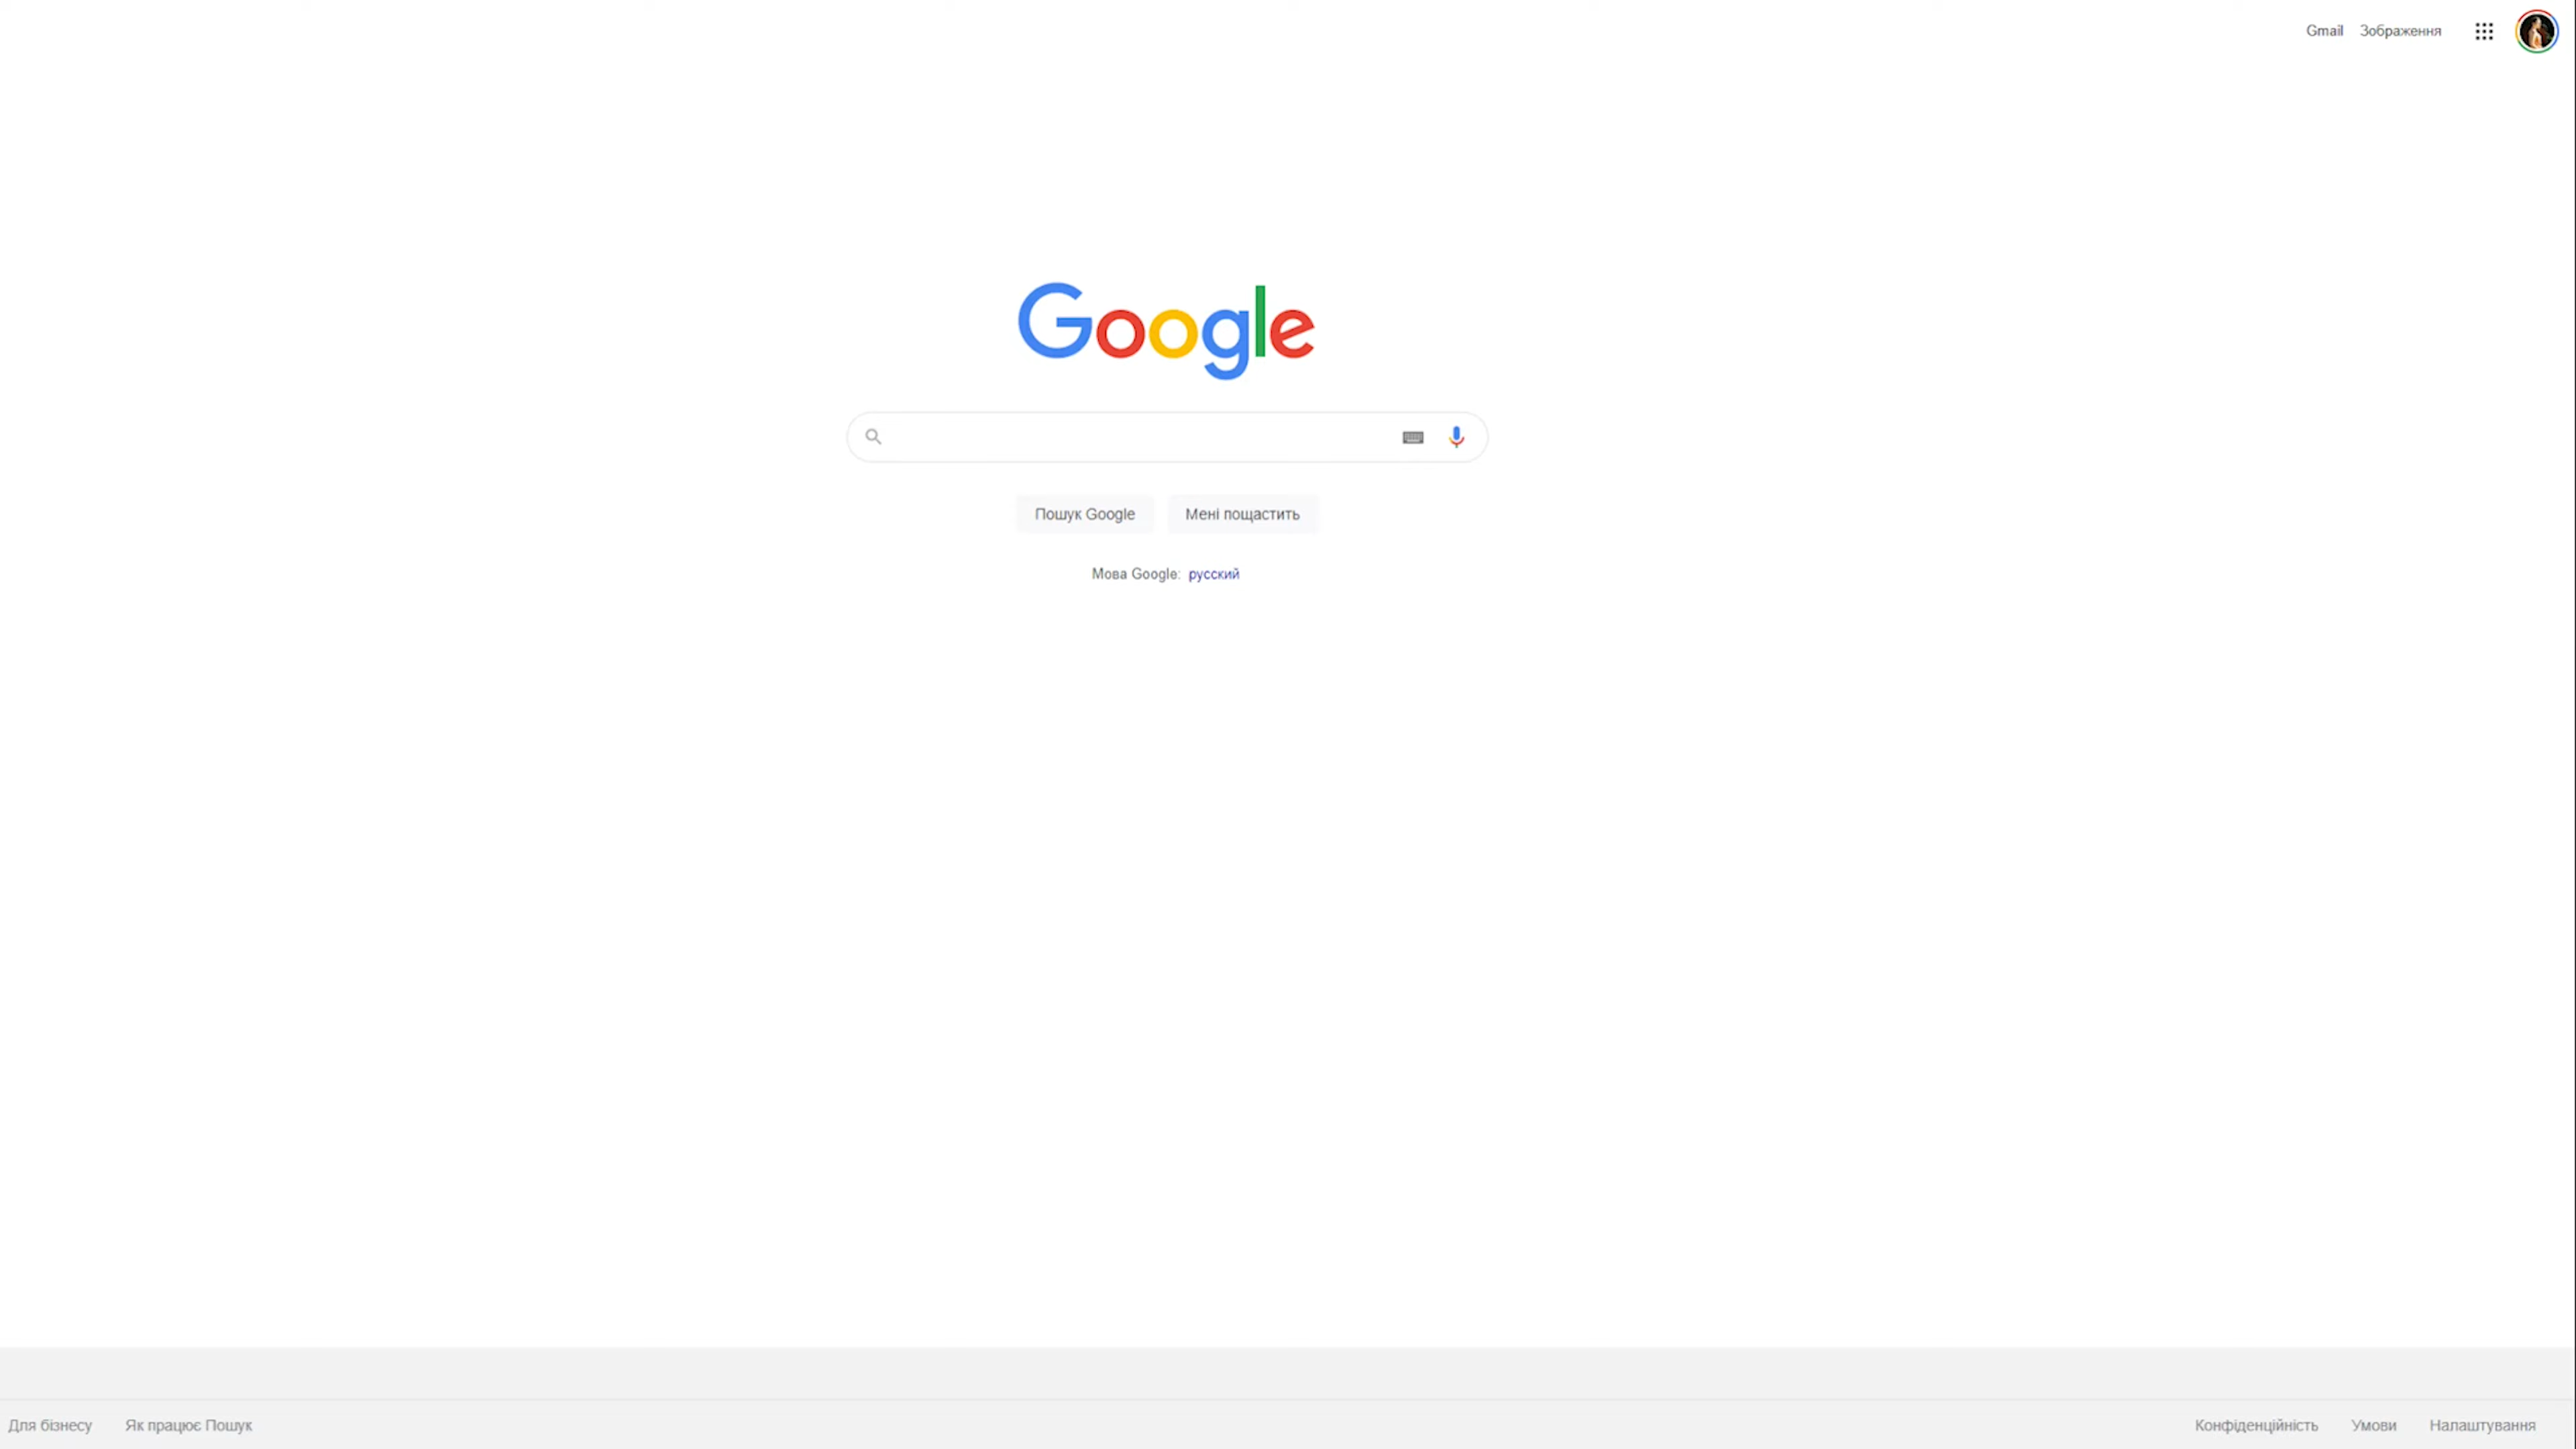 Gmail Зображення
Google
Пошук Google Мені пощастить
Мова Google: русский
Для бізнесу Як працює Пошук Конфіденційність Умови Налаштування